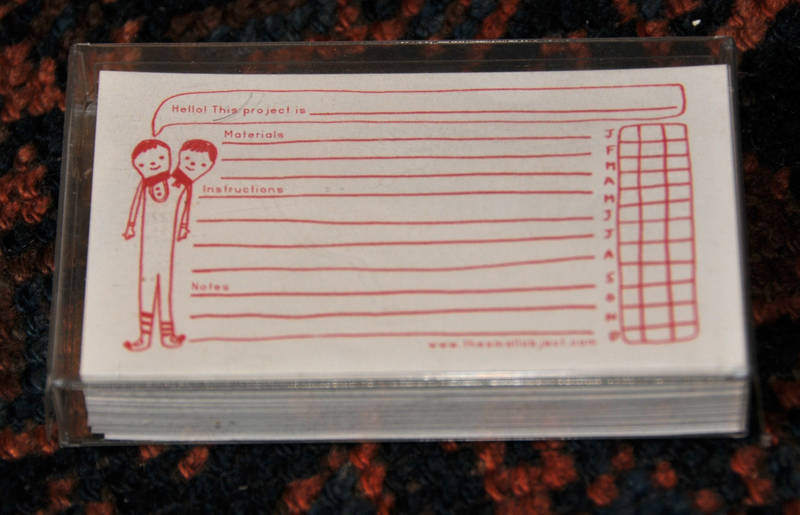 Hello! This project is
Materials
Instructions
Notes
www.thesmallobject.com
J
F
M
A
M
J
J
A
S
O
N
D